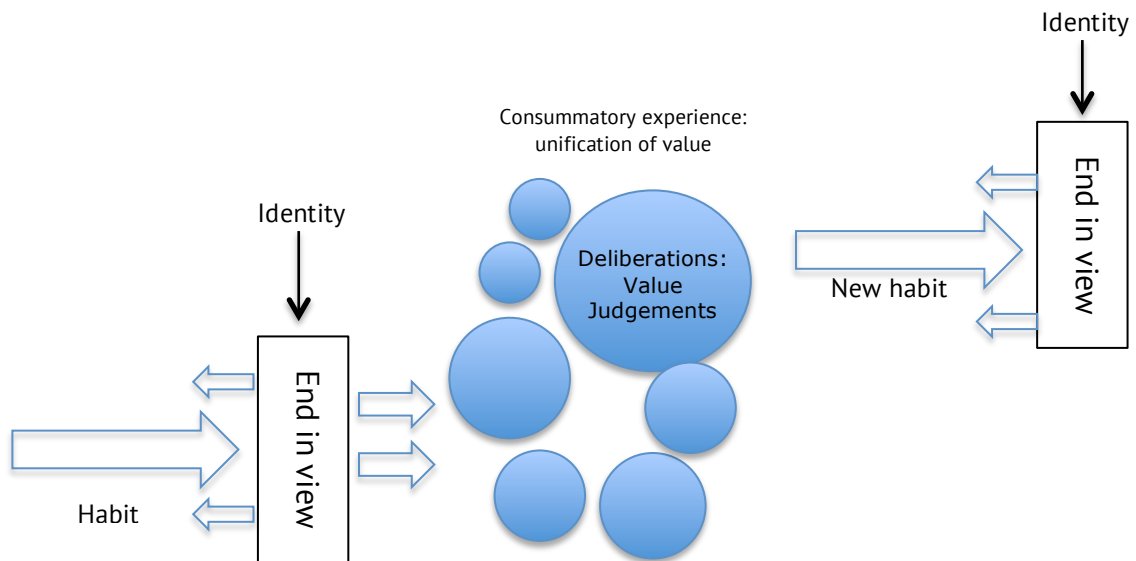 Identity
End in view
Habit
Consummatory experience:
unification of value
Deliberations:
Value
Judgements
New habit
Identity
End in view